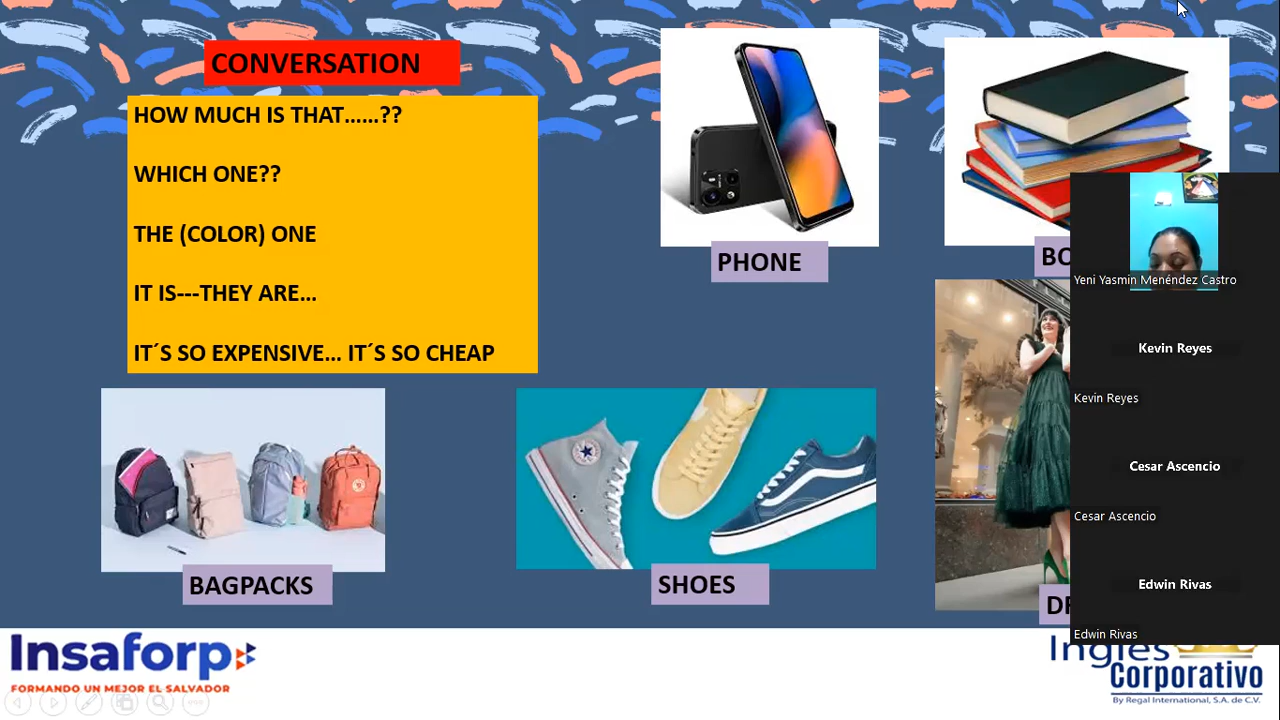 CONVERSATION
HOW MUCH IS THAT......??
WHICH ONE??
THE (COLOR) ONE
IT IS---THEY ARE...
IT´S SO EXPENSIVE... IT´S SO CHEAP
PHONE
BAGPACKS
SHOES
Yeni Yasmin Menéndez Castro
Kevin Reyes
Kevin Reyes
Cesar Ascencio
Cesar Ascencio
Edwin Rivas
Edwin Rivas
Insaforp
FORMANDO UN MEJOR EL SALVADOR
Inglés
Corporativo
By Regal International, S.A. de C.V.